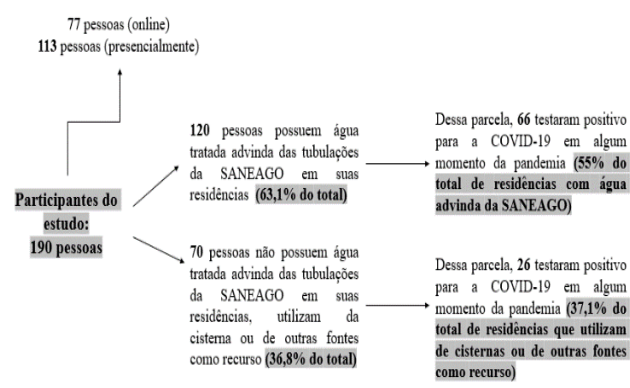 77 pessoas (online)
113 pessoas (presencialmente)
Participantes do
estudo:
190 pessoas
120 pessoas possuem água
tratada advinda das tubulações
da SANEAGO em suas
residências (63,1% do total)
Dessa parcela, 66 testaram positivo
para a COVID-19 em algum
momento da pandemia (55% do
total de residências com água
advinda da SANEAGO)
70 pessoas não possuem água
tratada advinda das tubulações
da SANEAGO em suas
residências, utilizam da
cisterna ou de outras fontes
como recurso (36,8% do total)
Dessa parcela, 26 testaram positivo
para a COVID-19 em algum
momento da pandemia (37,1% do
total de residências que utilizam
de cisternas ou de outras fontes
como recurso)